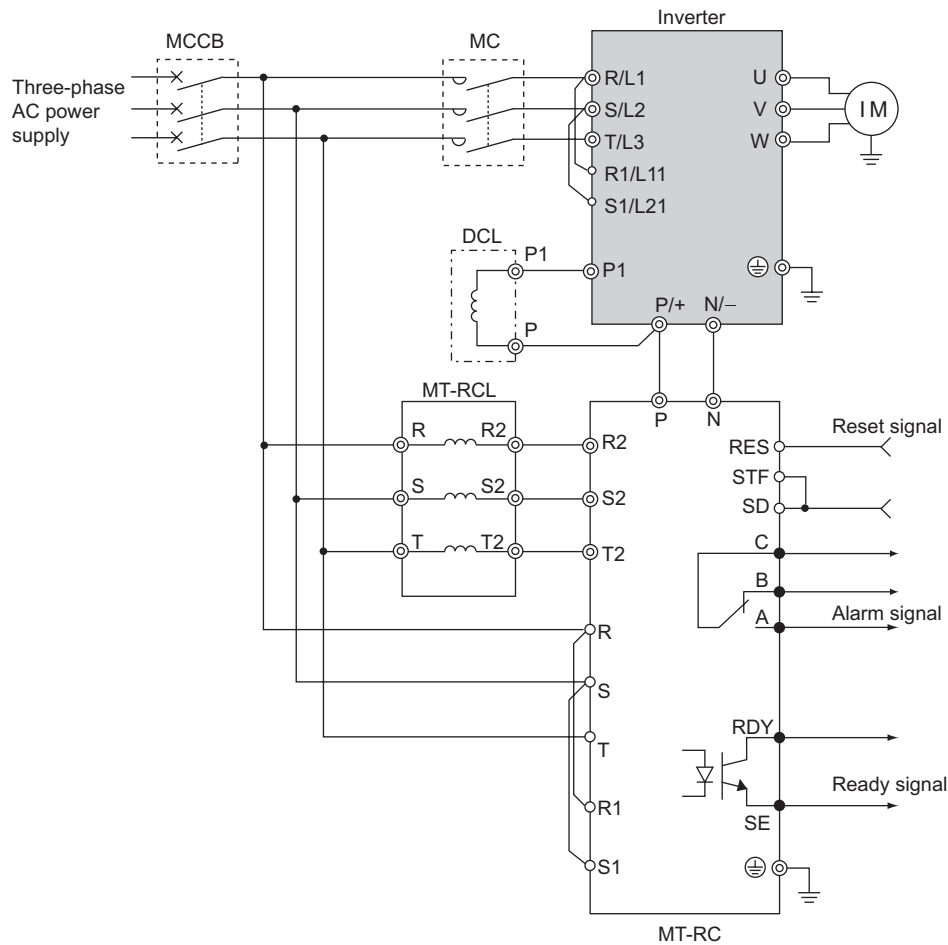 Inverter
MCCB
MC
Three-phase
AC power
supply
R/L1
S/L2
T/L3
R1/L11
S1/L21
U
V
W
IM
DCL
P1
P1
P
P/+
N/−
MT-RCL
P
N
R
R2
R2
S
S2
S2
T
T2
T2
RES
Reset signal
STF
SD
C
B
A
Alarm signal
R
S
T
R1
S1
RDY
Ready signal
SE
MT-RC